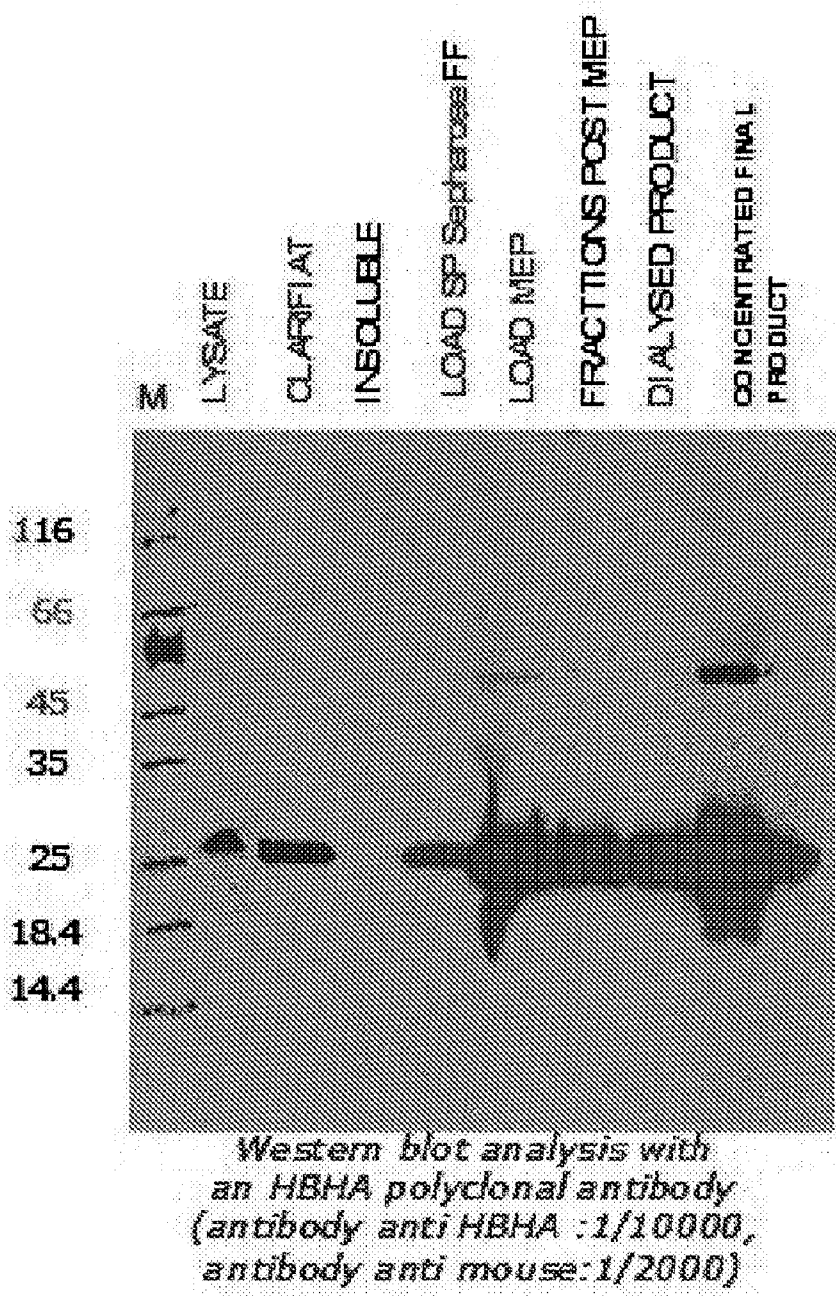 M
LYSATE
CLARIFIAT
INSOLUBLE
LOAD SP Sepharose FF
LOAD MEP
FRACTTIONS POST MEP
DIALYSED PRODUCT
CONCENTRATED FINAL
PRODUCT
116
66
45
35
25
18.4
14.4
Western blot analysis with
an HBHA polyclonal antibody
(antibody anti HBHA :1/10000,
antibody anti mouse:1/2000)